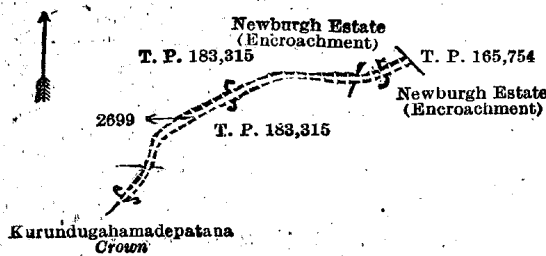 Newburgh Estate
(Encroachment)
T. P. 183,315
T. P. 165,754
Newburgh Estate
(Encroachment)
2699
T. P. 183,315
Kurundugahamadepatana
Crown